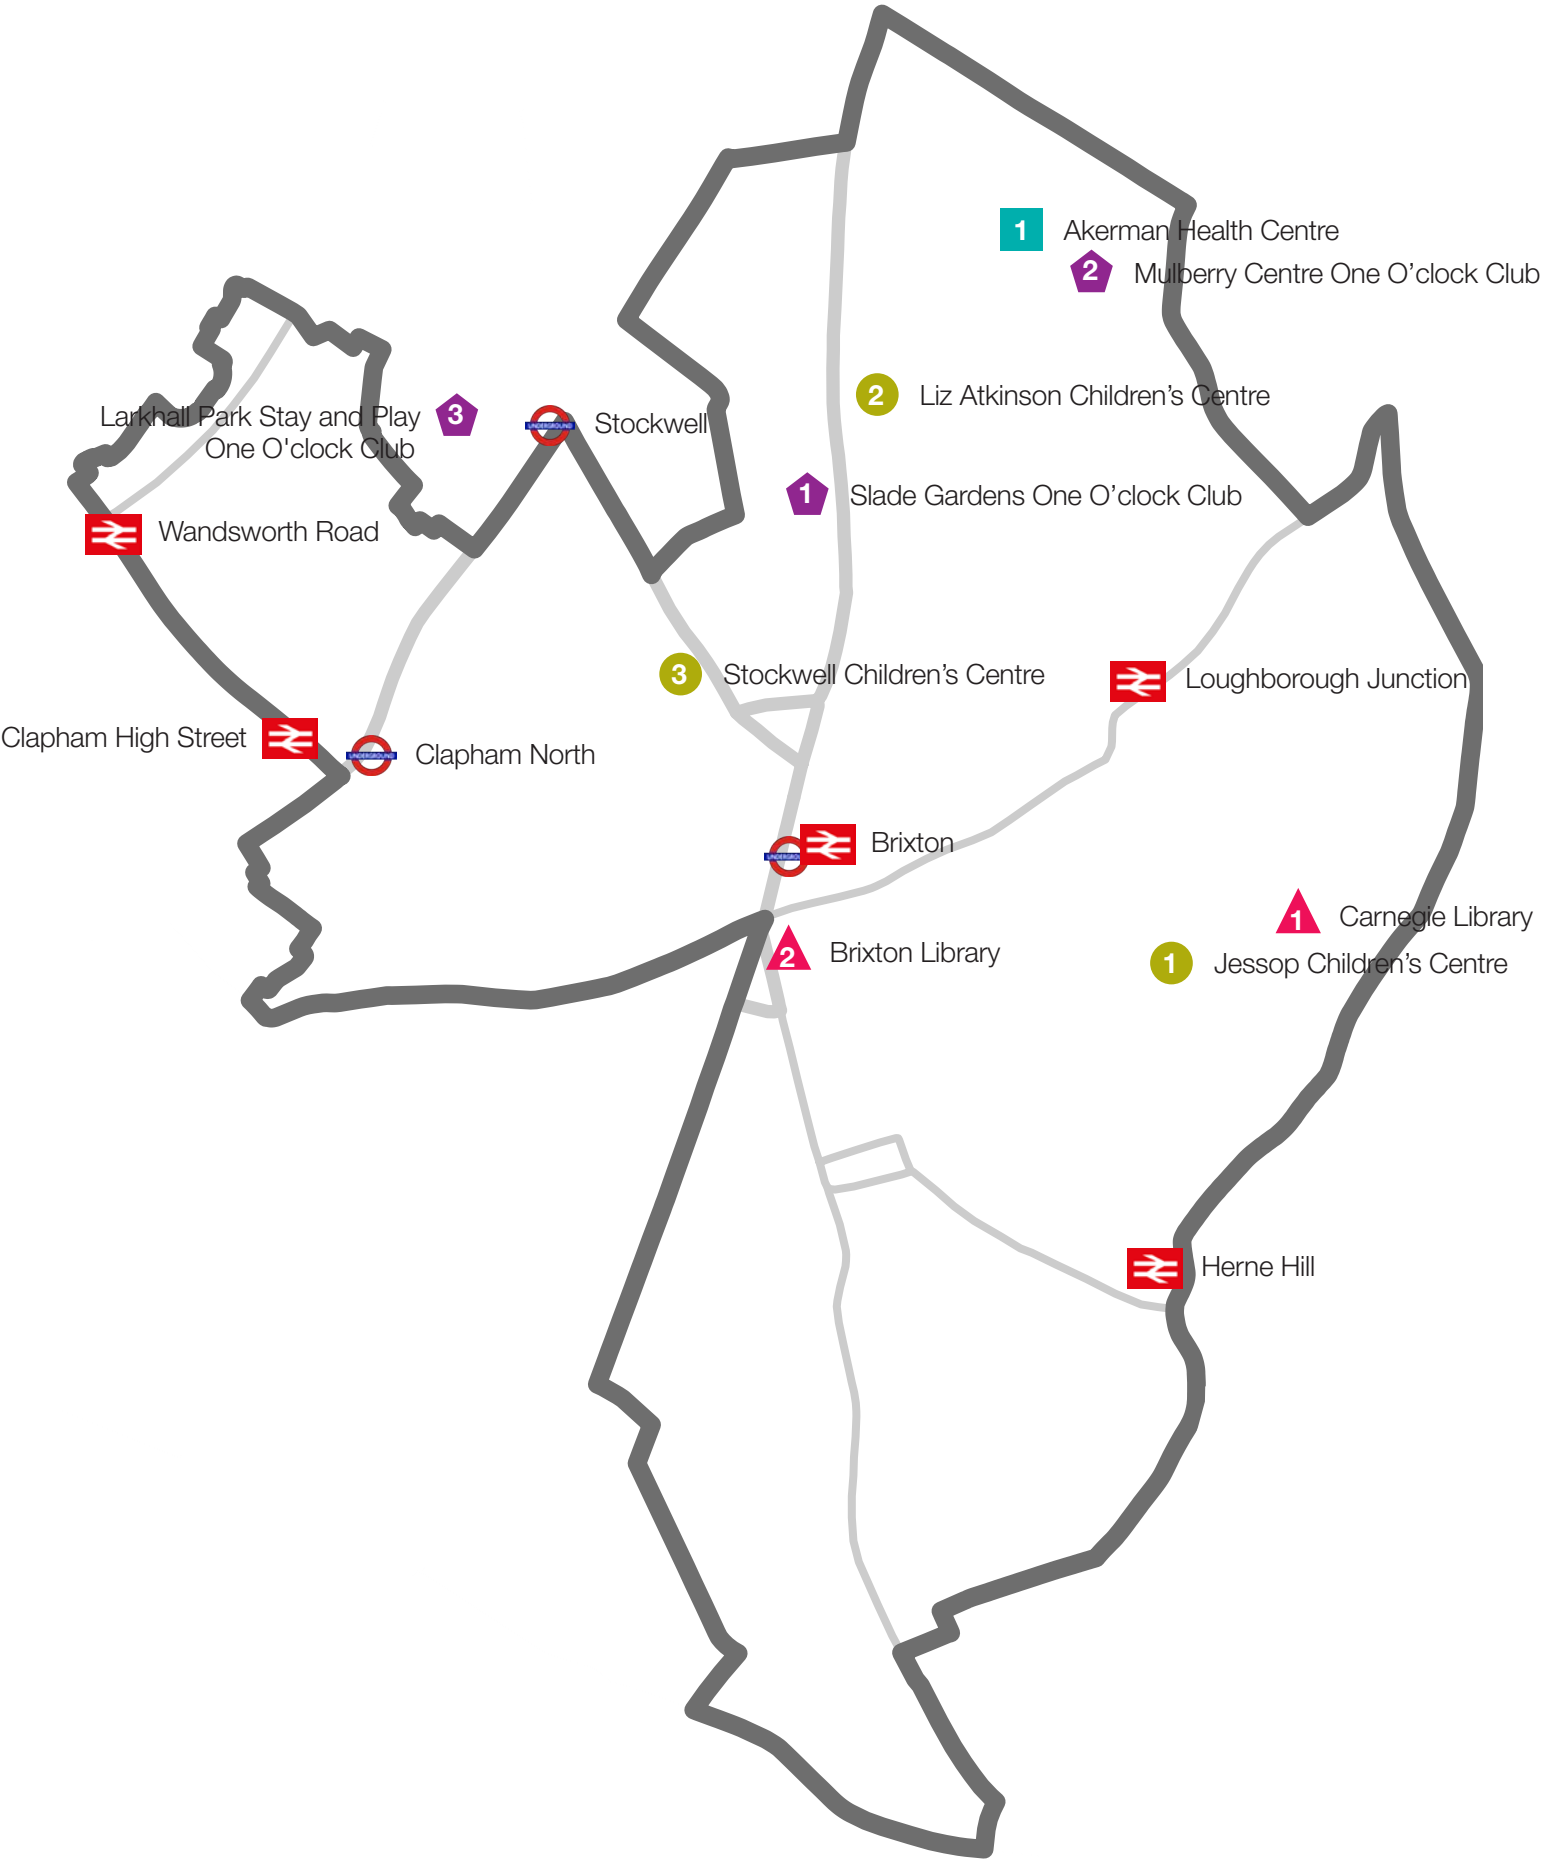 1 Akerman Health Centre
2 Mulberry Centre One O’clock Club
2 Liz Atkinson Children’s Centre
Larkhall Park Stay and Play 3
One O'clock Club
UNDERGROUND Stockwell
1 Slade Gardens One O’clock Club
Wandsworth Road
3 Stockwell Children’s Centre
Loughborough Junction
Clapham High Street
UNDERGROUND Clapham North
UNDERGROUND Brixton
1 Carnegie Library
2 Brixton Library
1 Jessop Children’s Centre
Herne Hill